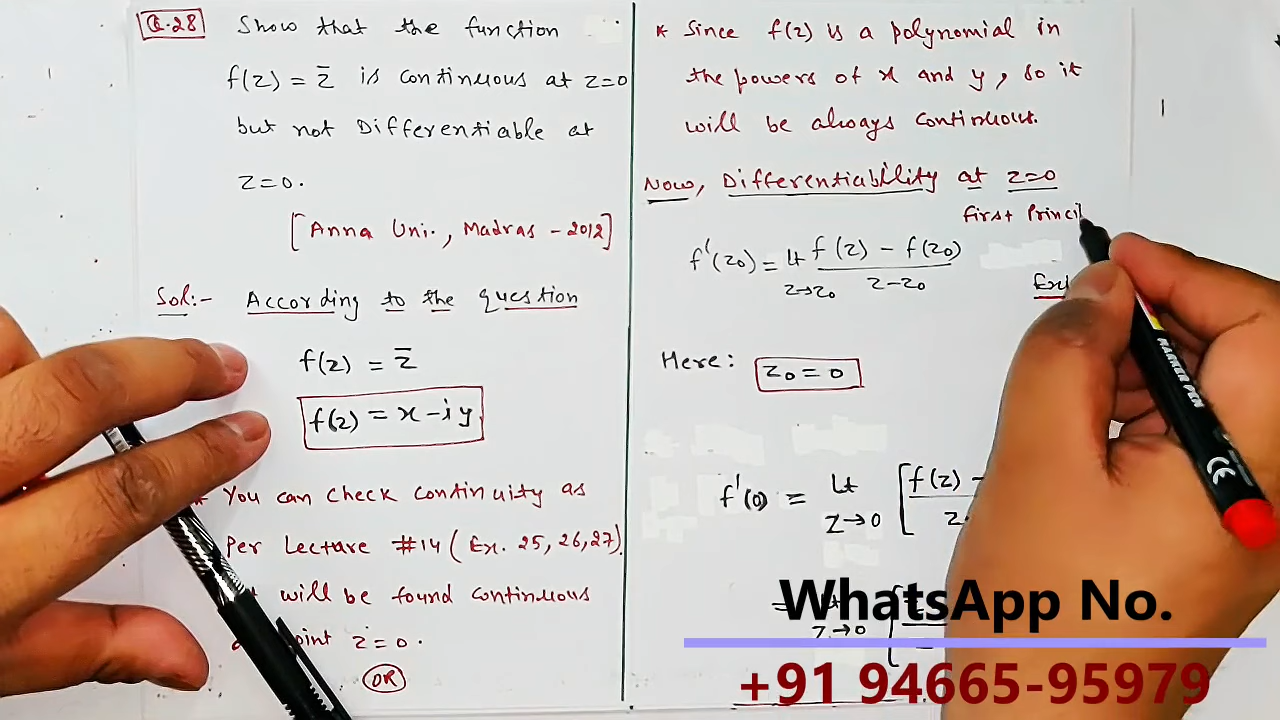 Q.28 Show that the function
f(z) = z̅ is continuous at z=0
but not Differentiable at
z=0.
[Anna Uni., Madras - 2012]
Sol:- According to the question
f(z) = z̅
f(z) = x - iy
You can check continuity as
Per Lecture #14 (Ex. 25, 26, 27)
will be found continuous
z = 0.
OR
* Since f(z) is a polynomial in
the powers of x and y, so it
will be always continuous.
Now, Differentiability at z=0
First
f'(z0) = Lt f(z) - f(z0)
z→z0 z-z0
Here: z0 = 0
f'(0) = Lt [ f(z) -
z→0 z
=
z→0
WhatsApp No.
+91 94665-95979